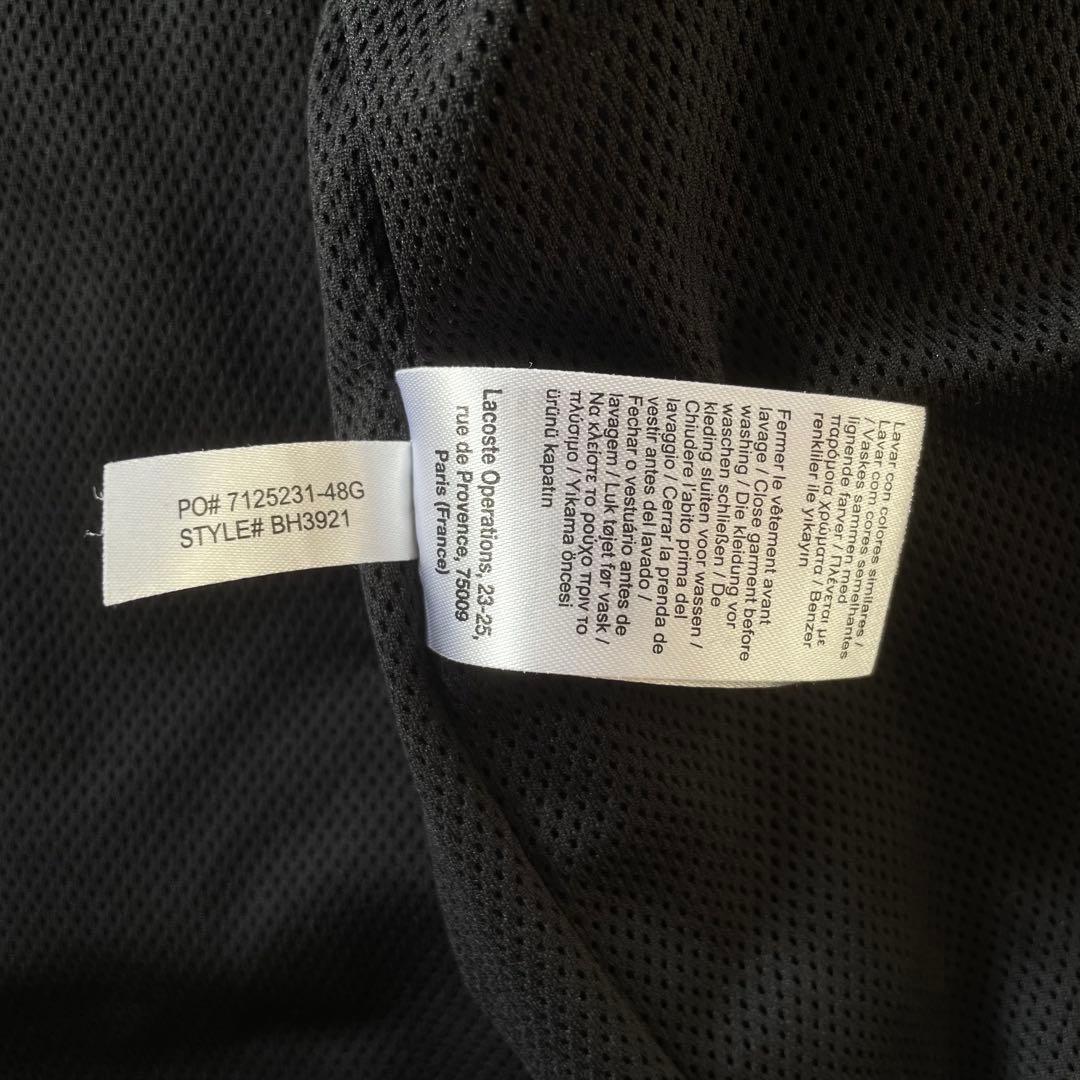 PO# 7125231-48G
STYLE# BH3921
Lavar con colores similares /
Lavar com cores semelhantes
/ Vaskes sammen med
lignende farver / Πλένεται με
παρόμοια χρώματα / Benzer
renkliler ile yıkayın
Fermer le vêtement avant
lavage / Close garment before
washing / Die kleidung vor
waschen schließen / De
kleding sluiten voor wassen /
Chiudere l'abito prima del
lavaggio / Cerrar la prenda de
vestir antes del lavado /
Fechar o vestuário antes de
lavagem / Luk tøjet før vask /
Να κλείστε το ρούχο πριν το
πλύσιμο / Yıkama öncesi
ürünü kapatın
Lacoste Operations, 23-25,
rue de Provence, 75009
Paris (France)